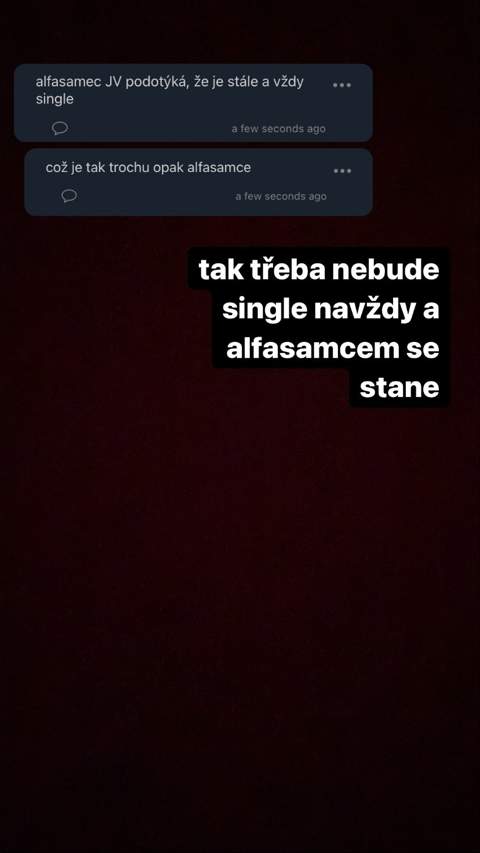 alfasamec JV podotýká, že je stále a vždy
single
a few seconds ago
což je tak trochu opak alfasamce
a few seconds ago
tak třeba nebude
single navždy a
alfasamcem se
stane